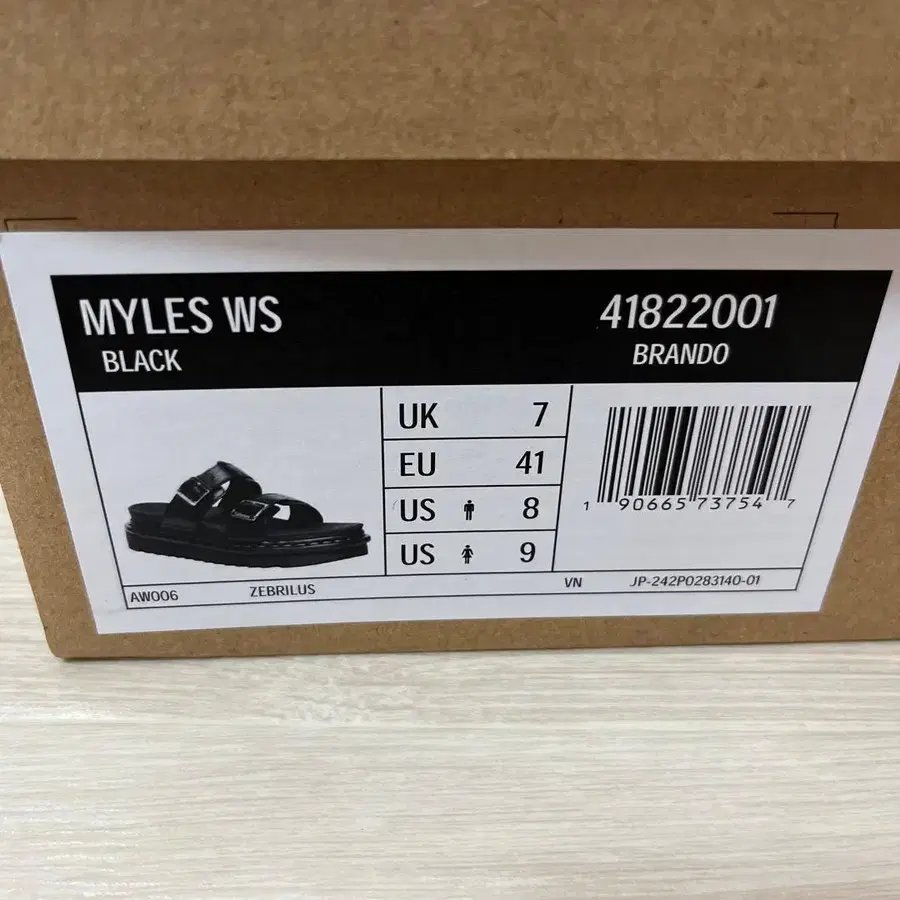 MYLES WS
BLACK
41822001
BRANDO
UK 7
EU 41
US 8
US 9
1 90665 73754 7
AW006 ZEBRILUS VN JP-242P0283140-01